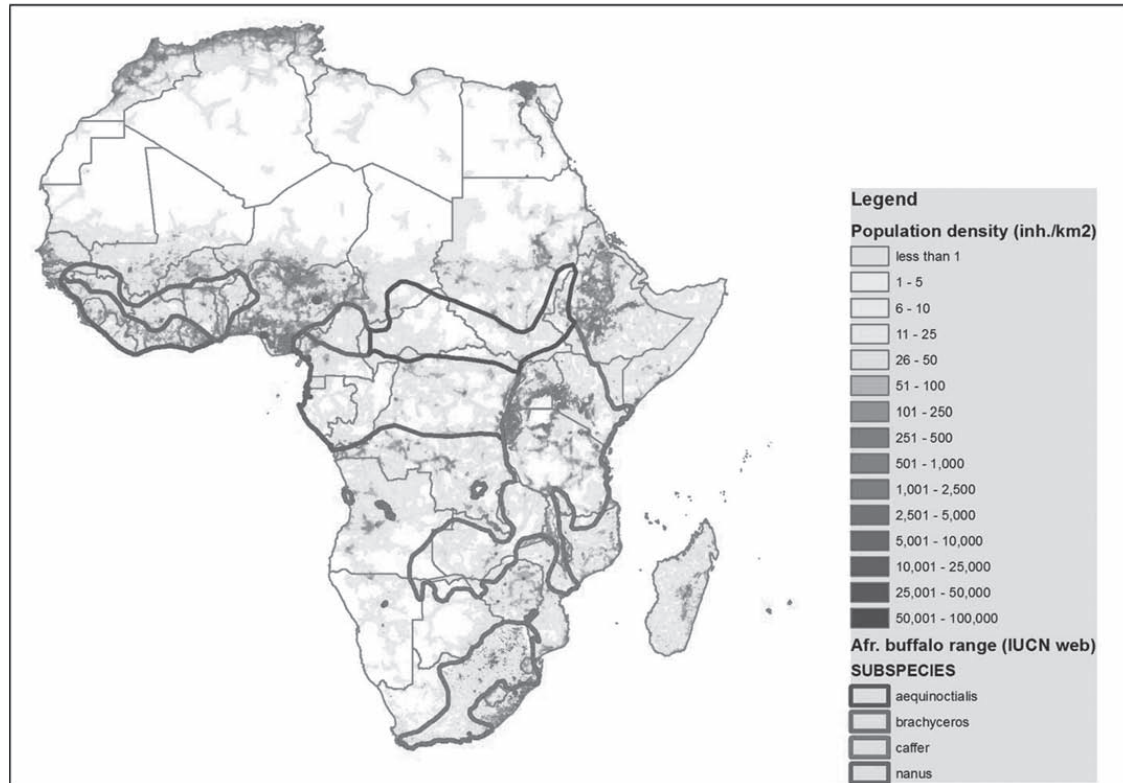 Legend
Population density (inh./km2)
less than 1
1 - 5
6 - 10
11 - 25
26 - 50
51 - 100
101 - 250
251 - 500
501 - 1,000
1,001 - 2,500
2,501 - 5,000
5,001 - 10,000
10,001 - 25,000
25,001 - 50,000
50,001 - 100,000
Afr. buffalo range (IUCN web)
SUBSPECIES
aequinoctialis
brachyceros
caffer
nanus